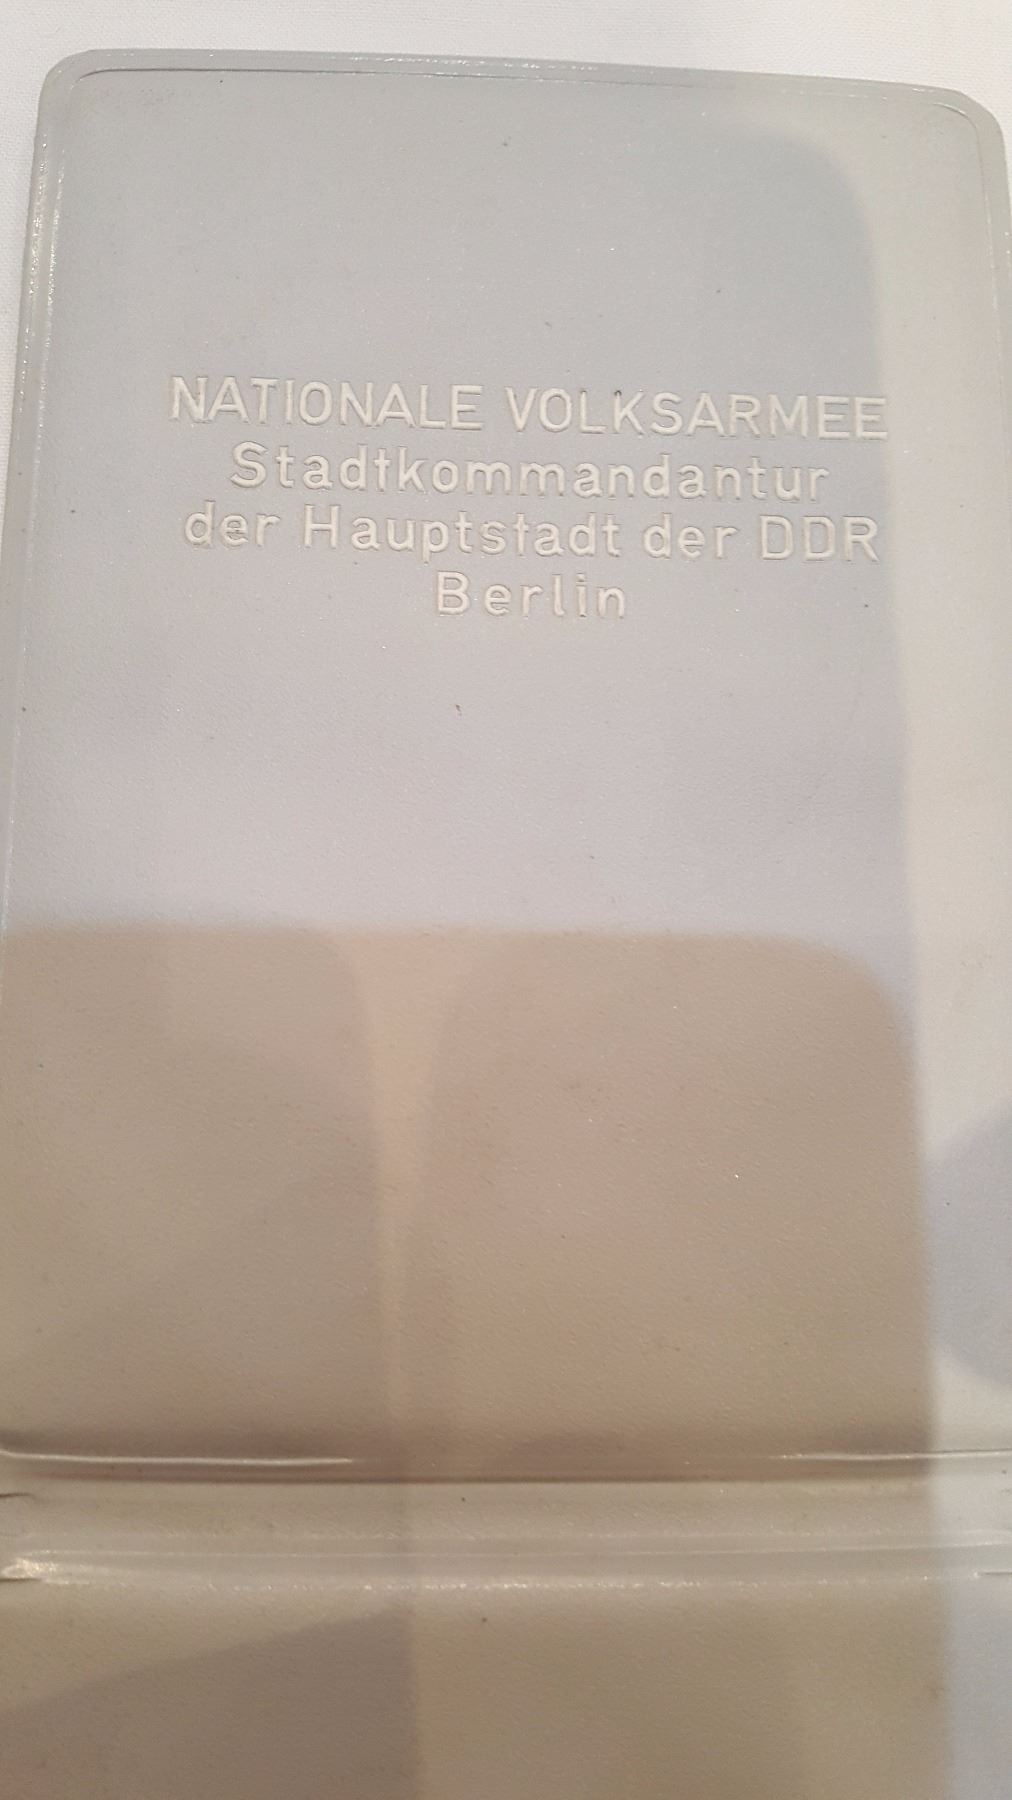 NATIONALE VOLKSARMEE
Stadtkommandantur
der Hauptstadt der DDR
Berlin